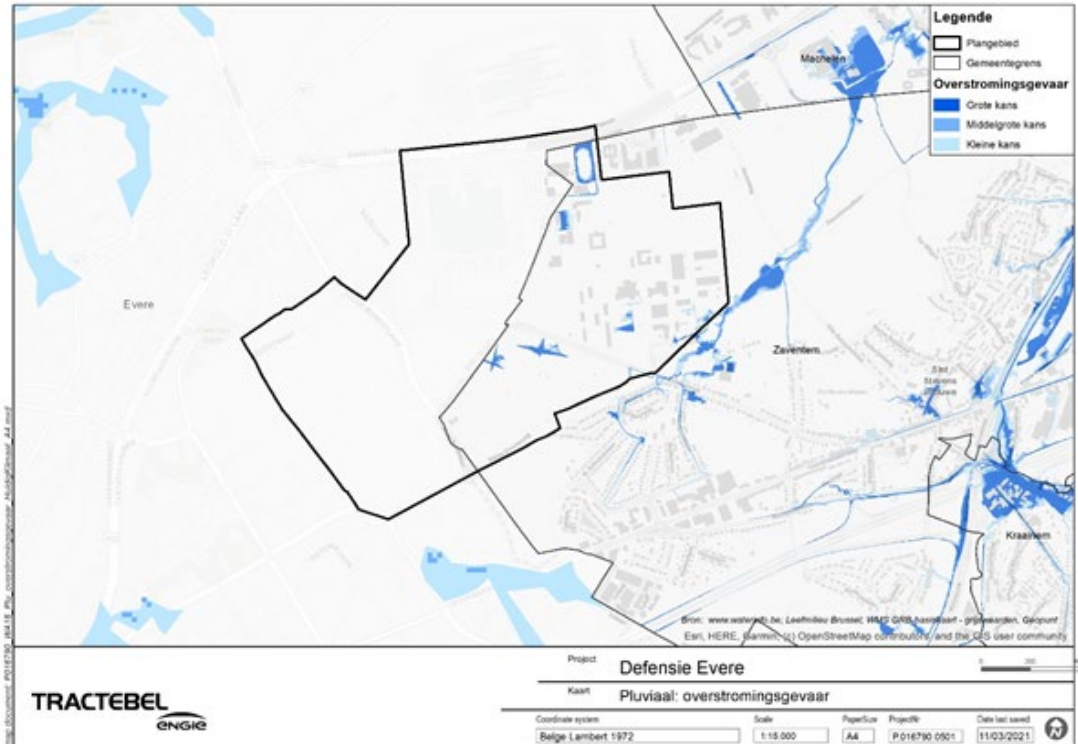 Legende
Plangebied
Gemeentegrens
Overstromingsgevaar
Grote kans
Middelgrote kans
Kleine kans
Machelen
Evere
Zaventem
Sint
Stevens
Kraainem
Bron: www.waterinfo.be; Leefmilieu Brussel, WMS GRB-basiskaart - grijswaarden, Geopunt
Esri, HERE, Garmin, (c) OpenStreetMap contributors, and the GIS user community
TRACTEBEL
ENGIE
Project
Defensie Evere
Kaart
Pluviaal: overstromingsgevaar
Coordinate system
Scale
PaperSize
ProjectNr
Date last saved
Belge Lambert 1972
1:15.000
A4
P.016790.0501
11/03/2021